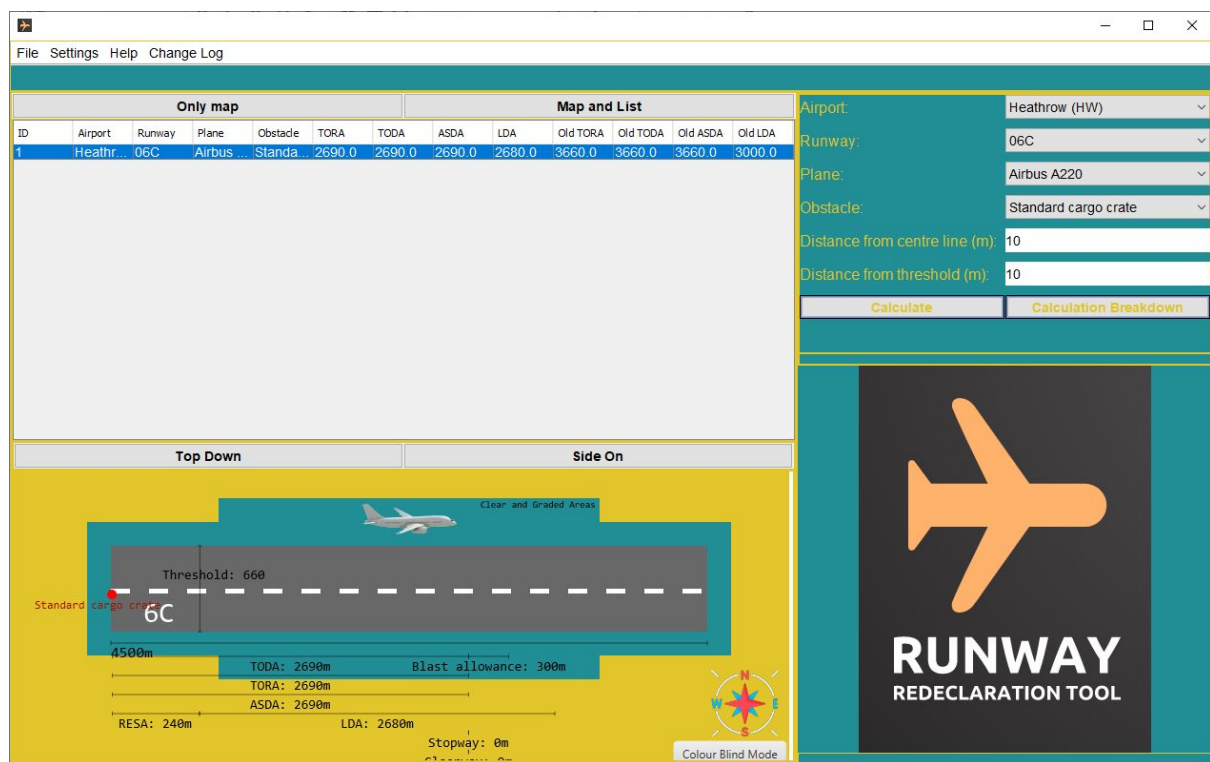 File Settings Help Change Log
Only map Map and List
ID Airport Runway Plane Obstacle TORA TODA ASDA LDA Old TORA Old TODA Old ASDA Old LDA
1 Heathr... 06C Airbus ... Standa... 2690.0 2690.0 2690.0 2680.0 3660.0 3660.0 3660.0 3000.0
Airport: Heathrow (HW)
Runway: 06C
Plane: Airbus A220
Obstacle: Standard cargo crate
Distance from centre line (m): 10
Distance from threshold (m): 10
Calculate Calculation Breakdown
Top Down Side On
Clear and Graded Areas
Threshold: 660
Standard cargo crate
6C
4500m
TODA: 2690m Blast allowance: 300m
TORA: 2690m
ASDA: 2690m
RESA: 240m LDA: 2680m
Stopway: 0m
N
W E
S
Colour Blind Mode
RUNWAY
REDECLARATION TOOL